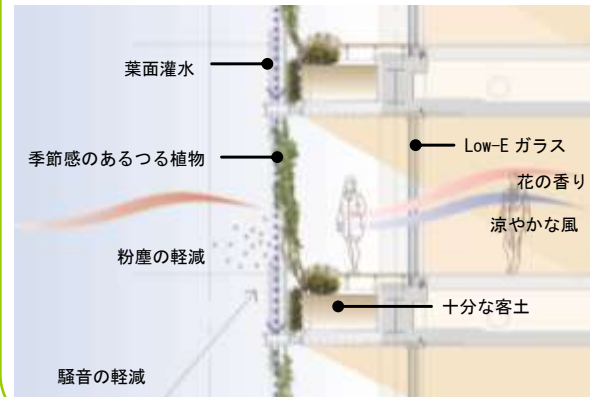 葉面灌水
季節感のあるつる植物
Low-E ガラス
花の香り
涼やかな風
粉塵の軽減
十分な客土
騒音の軽減